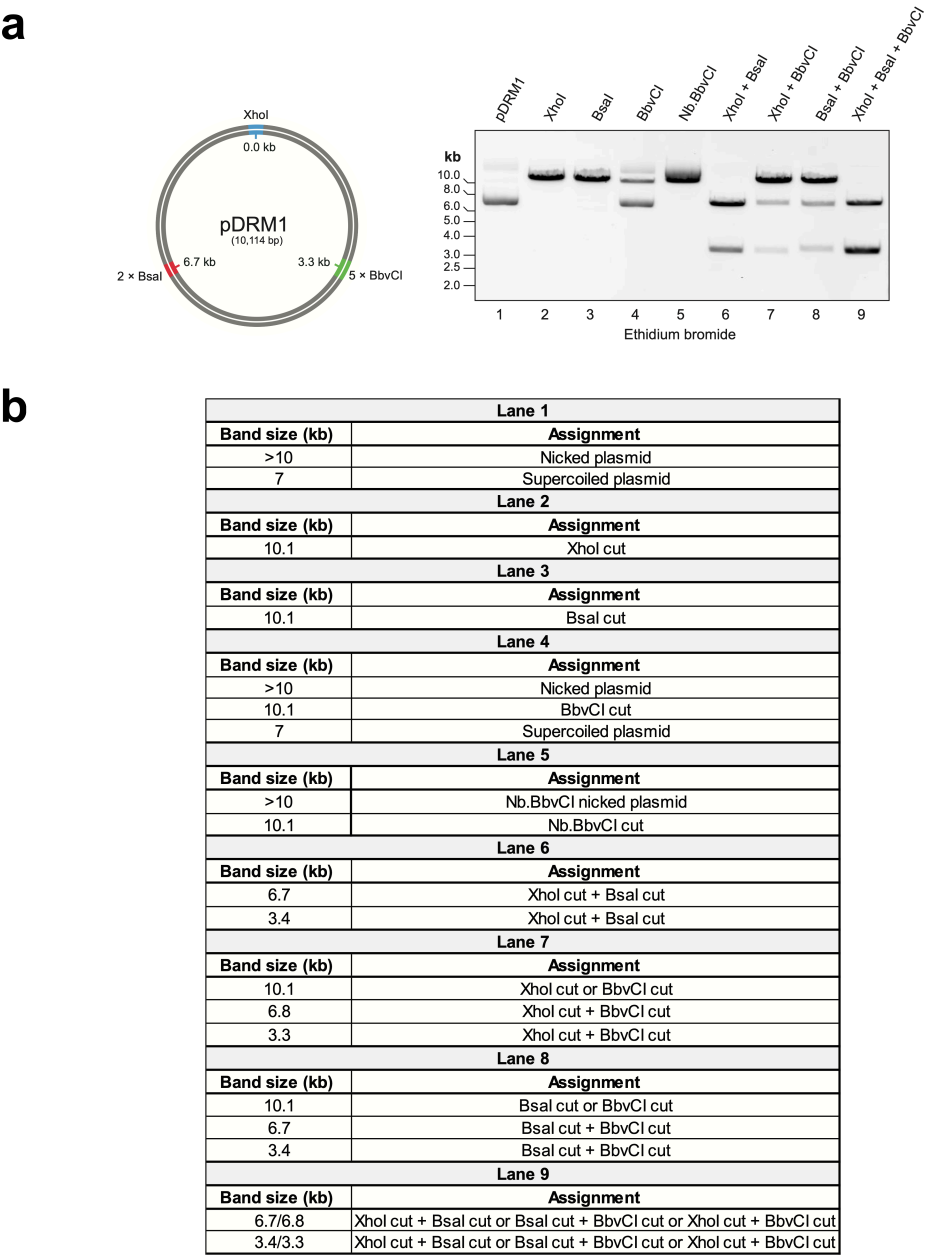 a
pDRM1
XhoI
BsaI
BbvCI
Nb.BbvCI
XhoI + BsaI
XhoI + BbvCI
BsaI + BbvCI
XhoI + BsaI + BbvCI
XhoI
0.0 kb
pDRM1
(10,114 bp)
6.7 kb
3.3 kb
2 × BsaI
5 × BbvCI
kb
10.0
8.0
6.0
5.0
4.0
3.0
2.5
2.0
1 2 3 4 5 6 7 8 9
Ethidium bromide
b
Lane 1
Band size (kb) Assignment
>10 Nicked plasmid
7 Supercoiled plasmid
Lane 2
Band size (kb) Assignment
10.1 XhoI cut
Lane 3
Band size (kb) Assignment
10.1 BsaI cut
Lane 4
Band size (kb) Assignment
>10 Nicked plasmid
10.1 BbvCI cut
7 Supercoiled plasmid
Lane 5
Band size (kb) Assignment
>10 Nb.BbvCI nicked plasmid
10.1 Nb.BbvCI cut
Lane 6
Band size (kb) Assignment
6.7 XhoI cut + BsaI cut
3.4 XhoI cut + BsaI cut
Lane 7
Band size (kb) Assignment
10.1 XhoI cut or BbvCI cut
6.8 XhoI cut + BbvCI cut
3.3 XhoI cut + BbvCI cut
Lane 8
Band size (kb) Assignment
10.1 BsaI cut or BbvCI cut
6.7 BsaI cut + BbvCI cut
3.4 BsaI cut + BbvCI cut
Lane 9
Band size (kb) Assignment
6.7/6.8 XhoI cut + BsaI cut or BsaI cut + BbvCI cut or XhoI cut + BbvCI cut
3.4/3.3 XhoI cut + BsaI cut or BsaI cut + BbvCI cut or XhoI cut + BbvCI cut